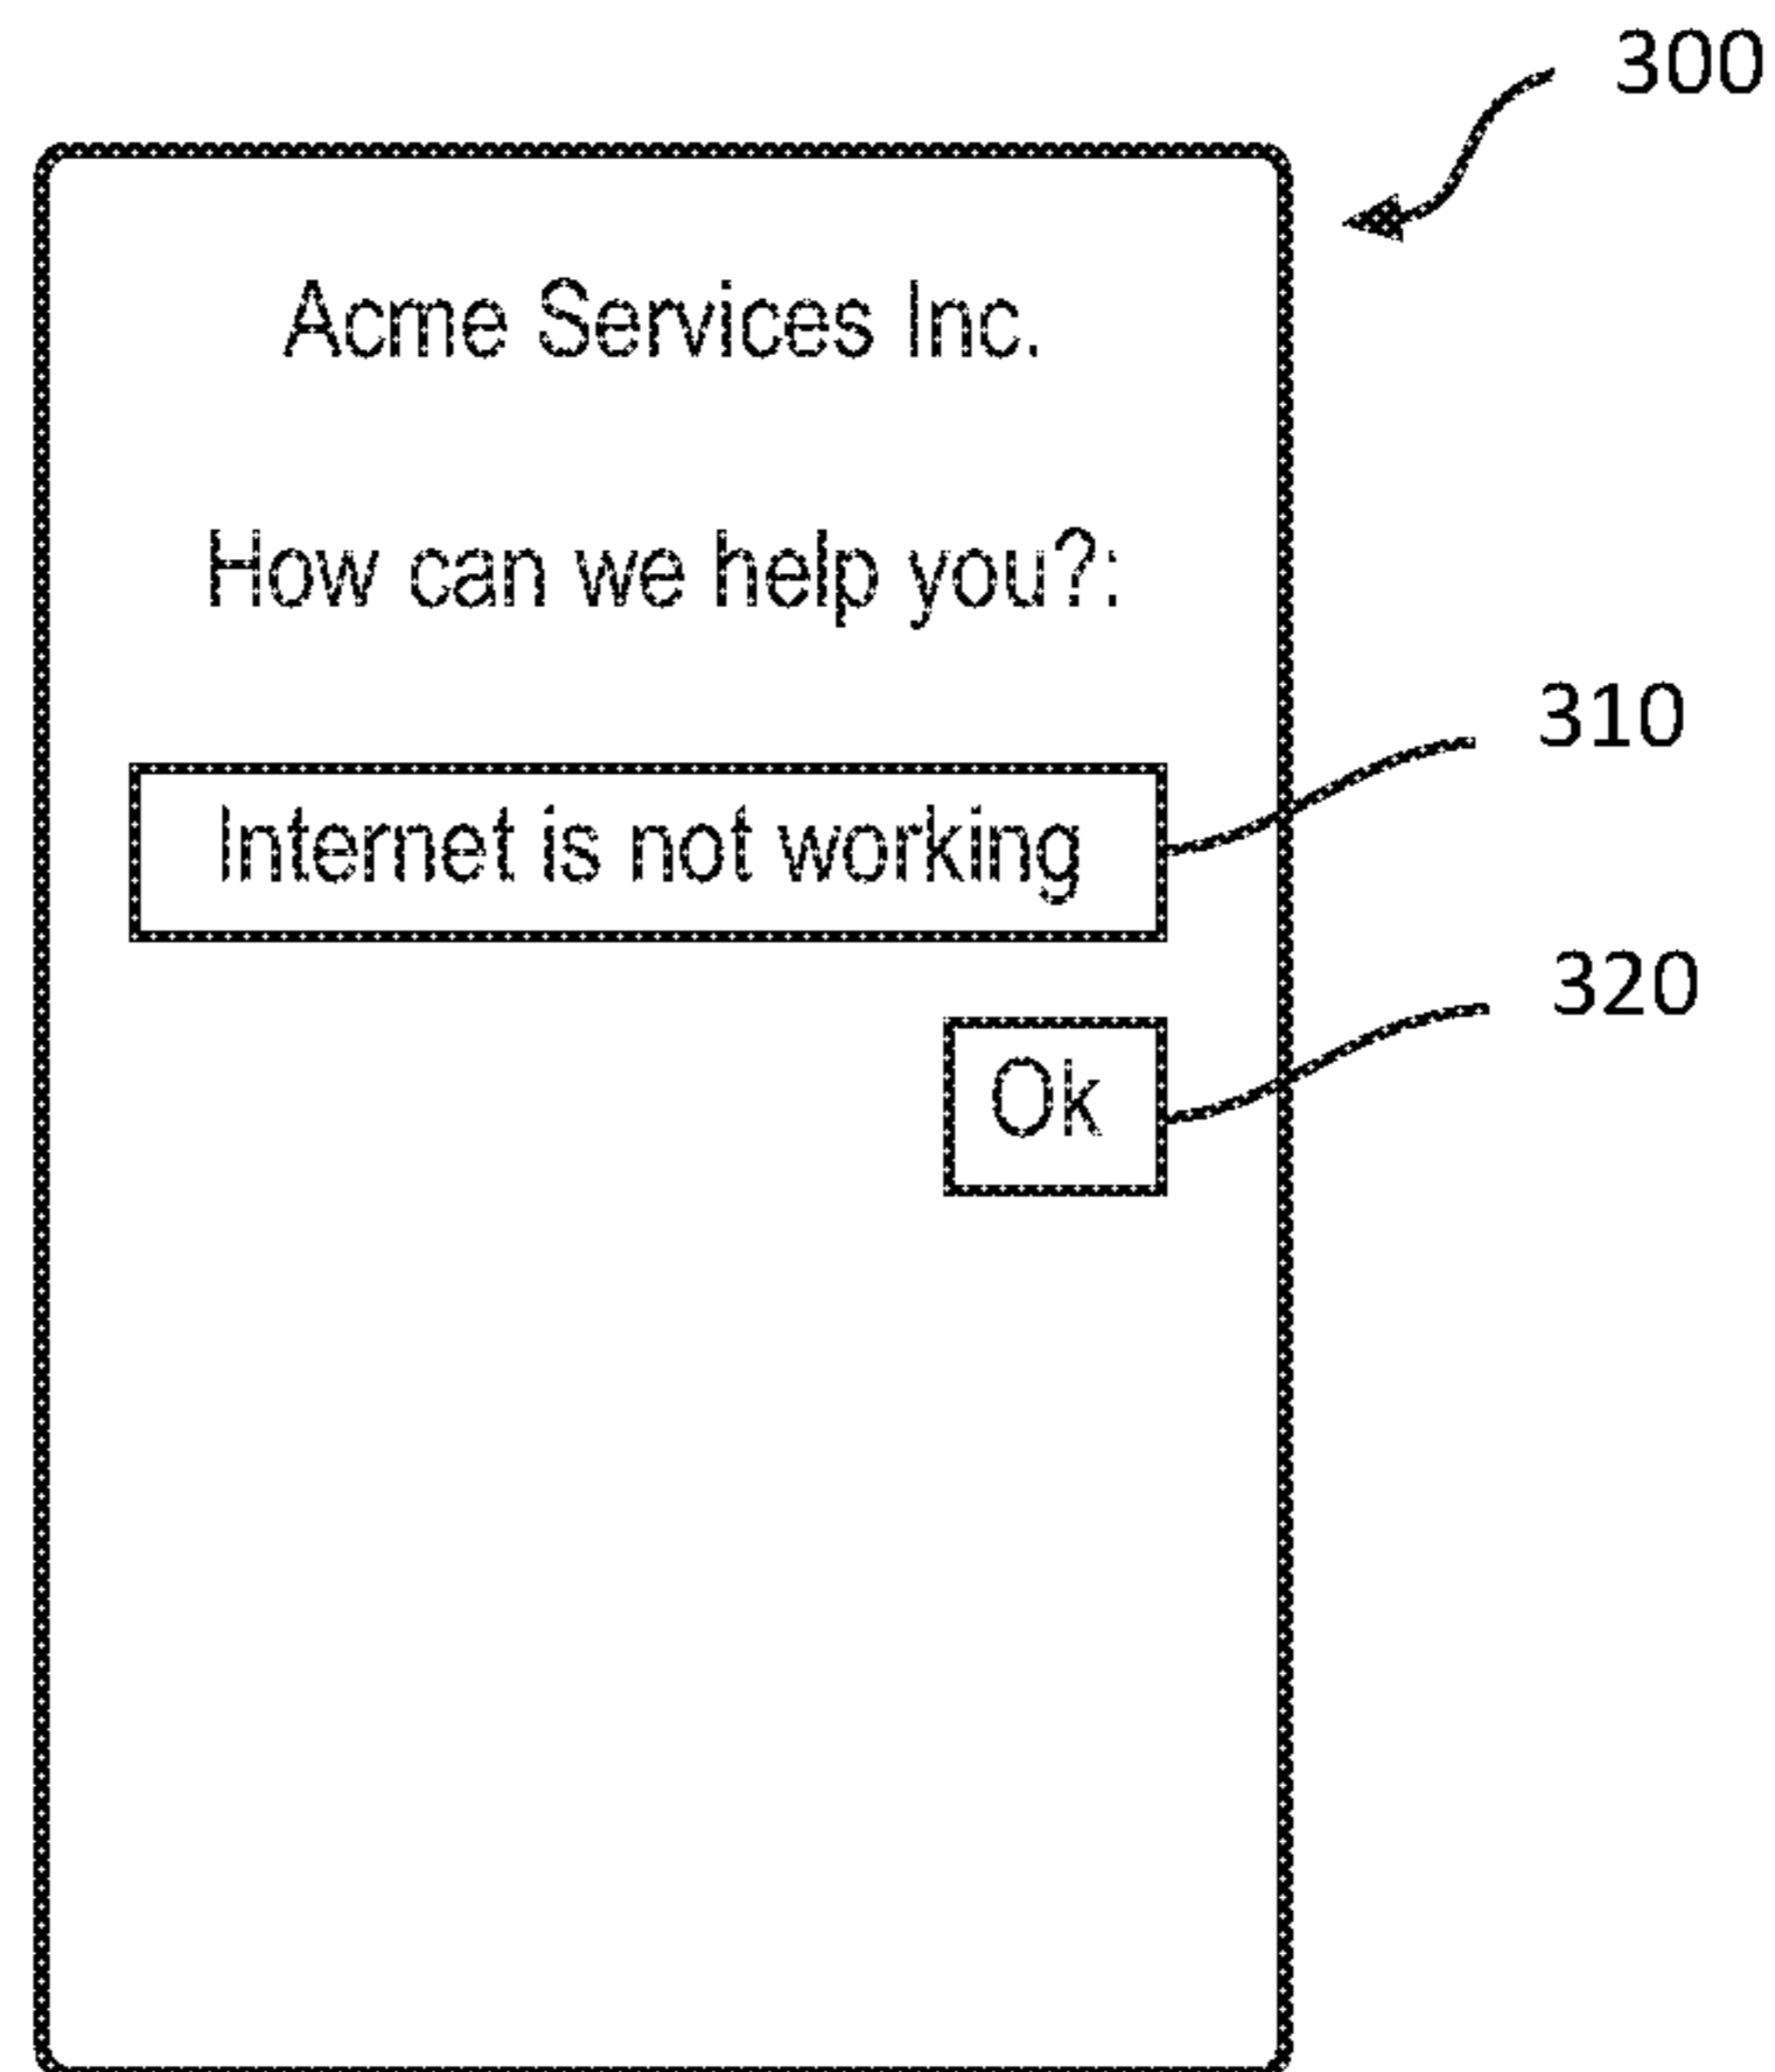 300
Acme Services Inc.
How can we help you?:
310
Internet is not working
320
Ok